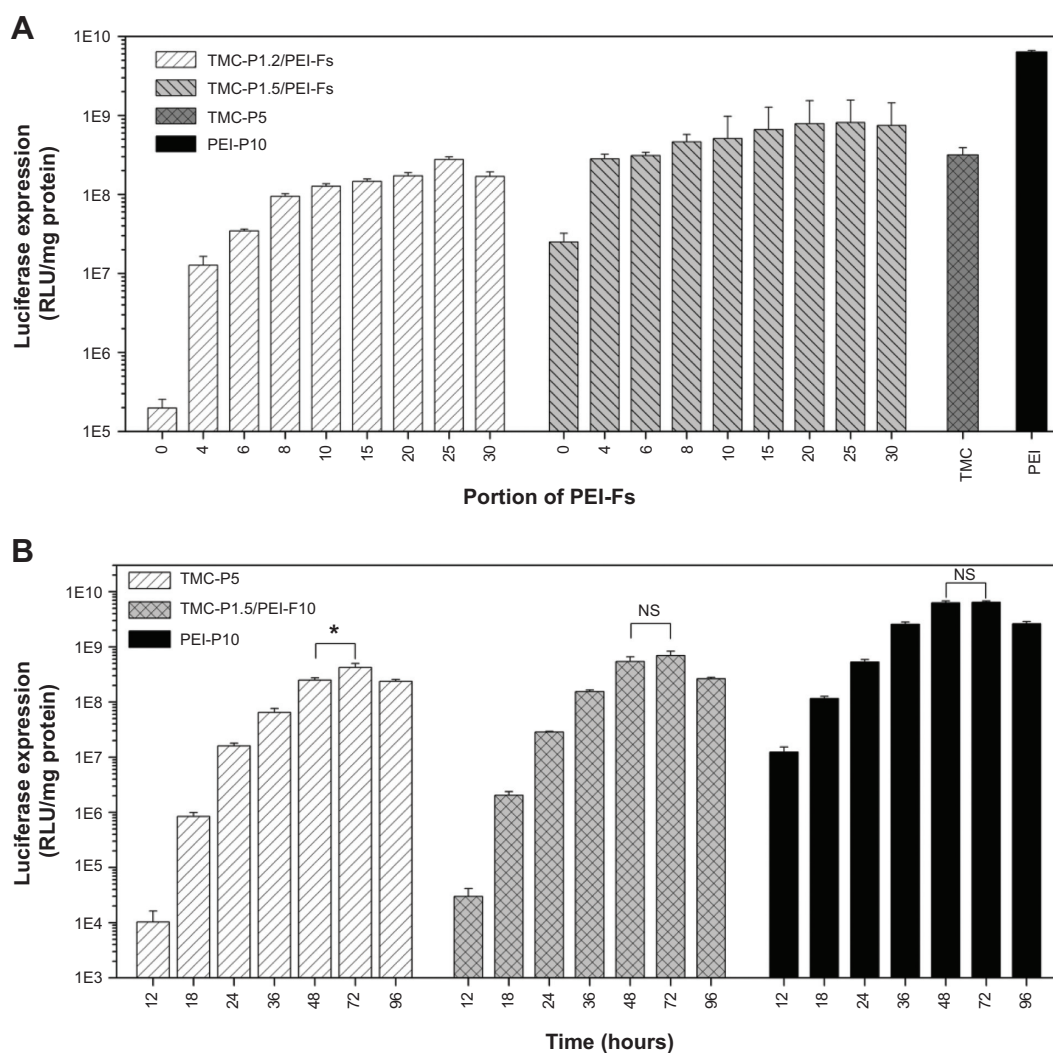 A
1E10
1E9
1E8
1E7
1E6
1E5
Luciferase expression
(RLU/mg protein)
TMC-P1.2/PEI-Fs
TMC-P1.5/PEI-Fs
TMC-P5
PEI-P10
0 4 6 8 10 15 20 25 30 0 4 6 8 10 15 20 25 30 TMC PEI
Portion of PEI-Fs
B
1E10
1E9
1E8
1E7
1E6
1E5
1E4
1E3
Luciferase expression
(RLU/mg protein)
TMC-P5
TMC-P1.5/PEI-F10
PEI-P10
*
NS
NS
12 18 24 36 48 72 96 12 18 24 36 48 72 96 12 18 24 36 48 72 96
Time (hours)